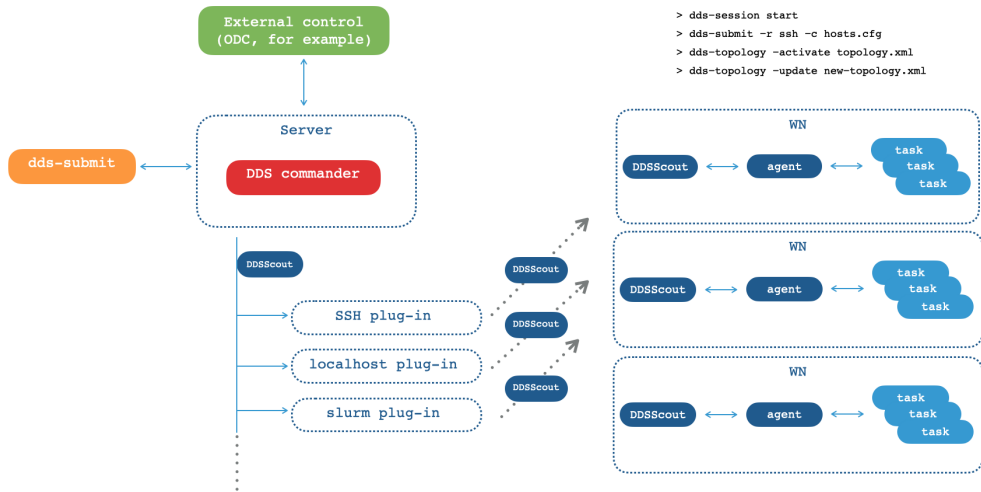 External control
(ODC, for example)
> dds-session start
> dds-submit -r ssh -c hosts.cfg
> dds-topology -activate topology.xml
> dds-topology -update new-topology.xml
Server
DDS commander
dds-submit
DDSScout
SSH plug-in
localhost plug-in
slurm plug-in
DDSScout
DDSScout
DDSScout
WN
DDSScout
agent
task
task
task
WN
DDSScout
agent
task
task
task
WN
DDSScout
agent
task
task
task